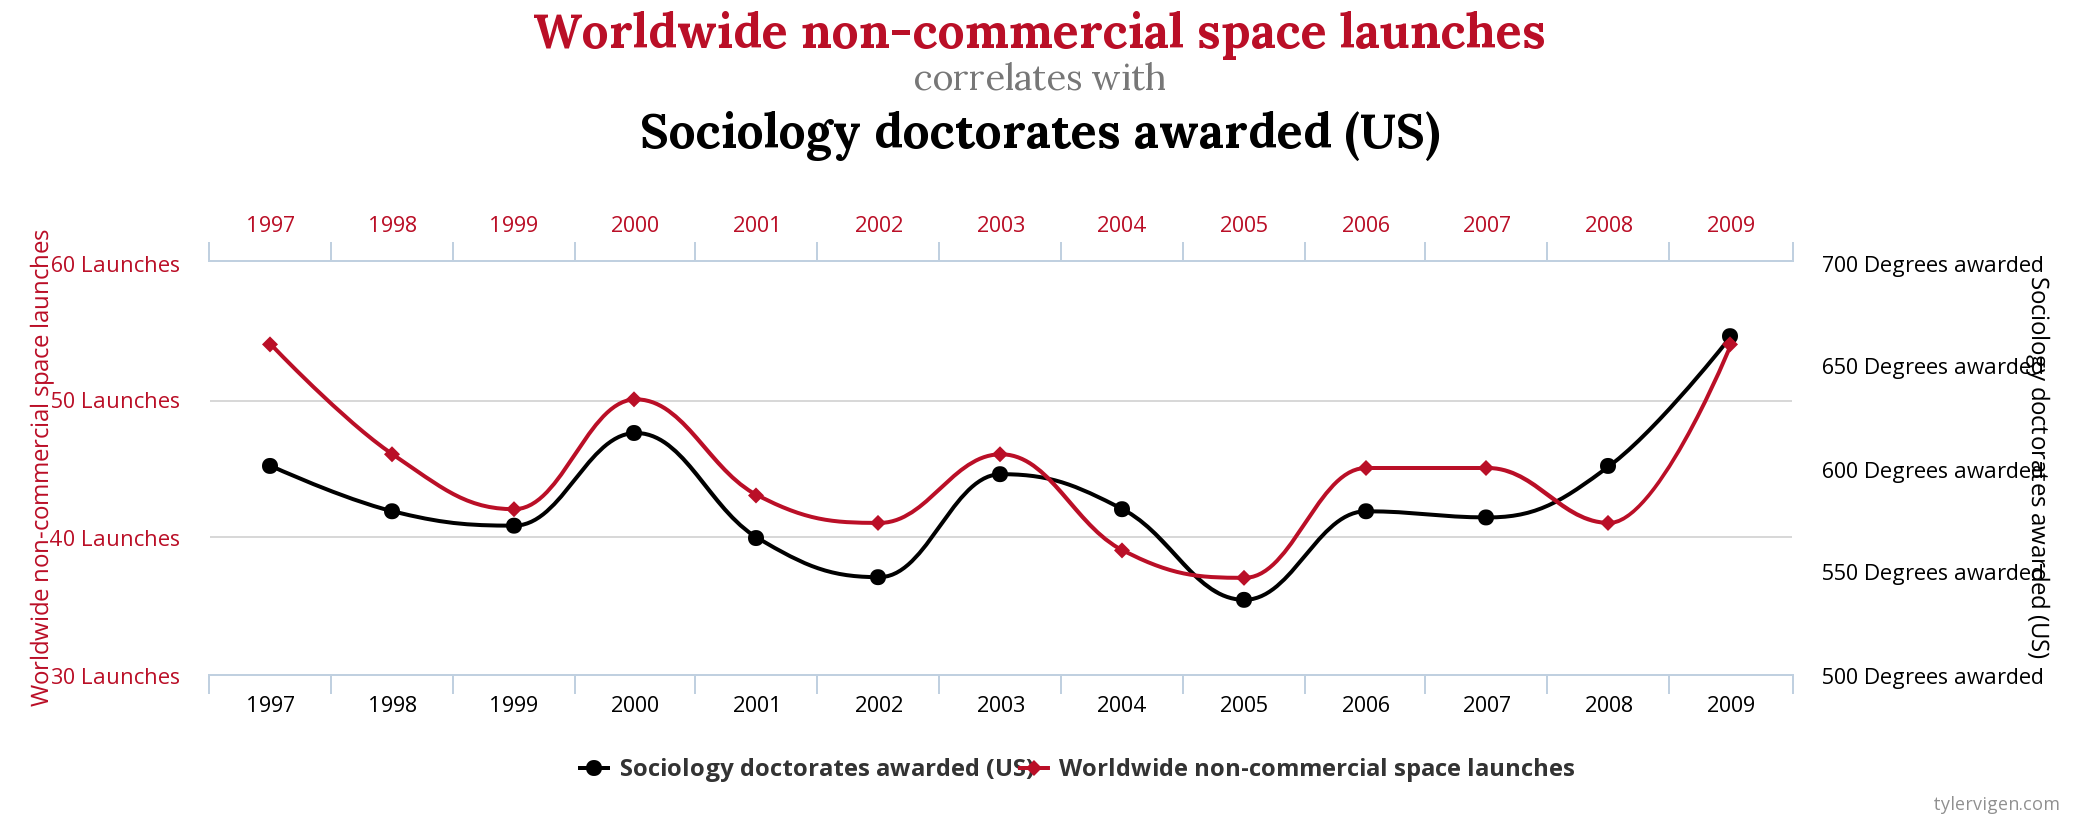 Worldwide non-commercial space launches
correlates with
Sociology doctorates awarded (US)
1997 1998 1999 2000 2001 2002 2003 2004 2005 2006 2007 2008 2009
Worldwide non-commercial space launches
60 Launches
50 Launches
40 Launches
30 Launches
700 Degrees awarded
650 Degrees awarded
600 Degrees awarded
550 Degrees awarded
500 Degrees awarded
Sociology doctorates awarded (US)
1997 1998 1999 2000 2001 2002 2003 2004 2005 2006 2007 2008 2009
Sociology doctorates awarded (US) Worldwide non-commercial space launches
tylervigen.com